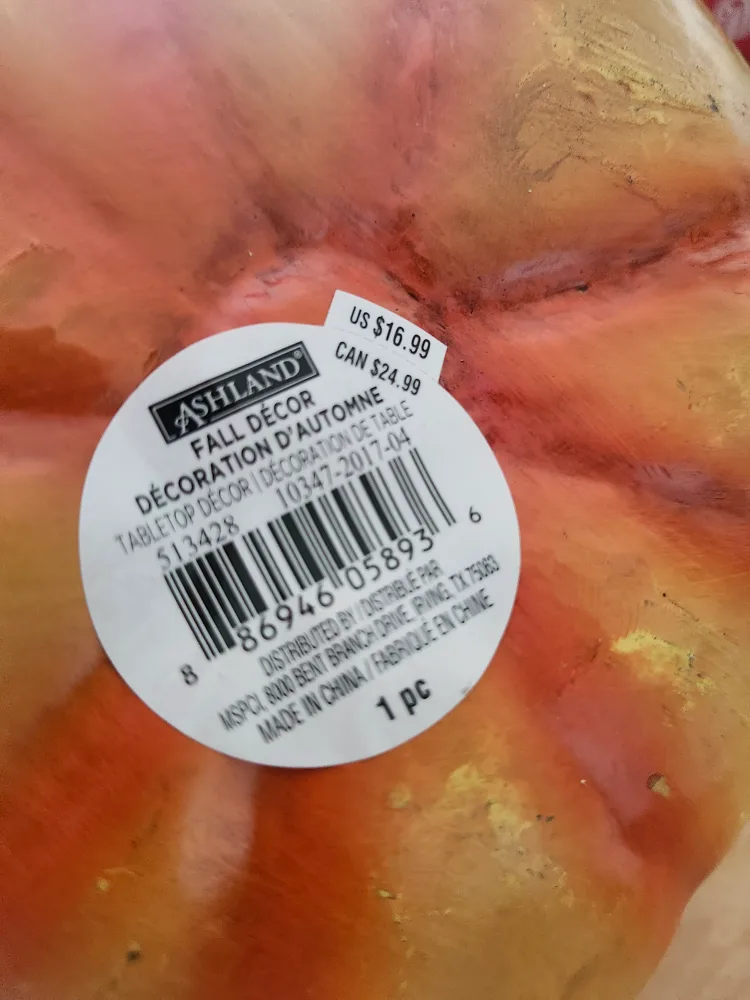 US $16.99
CAN $24.99
ASHLAND®
FALL DÉCOR
DÉCORATION D'AUTOMNE
TABLETOP DÉCOR | DÉCORATION DE TABLE
513428 10347-2017-04
8 86946 05893 6
DISTRIBUTED BY / DISTRIBUÉ PAR
MSPCI, 8000 BENT BRANCH DRIVE, IRVING, TX 75063
MADE IN CHINA / FABRIQUÉ EN CHINE
1 pc